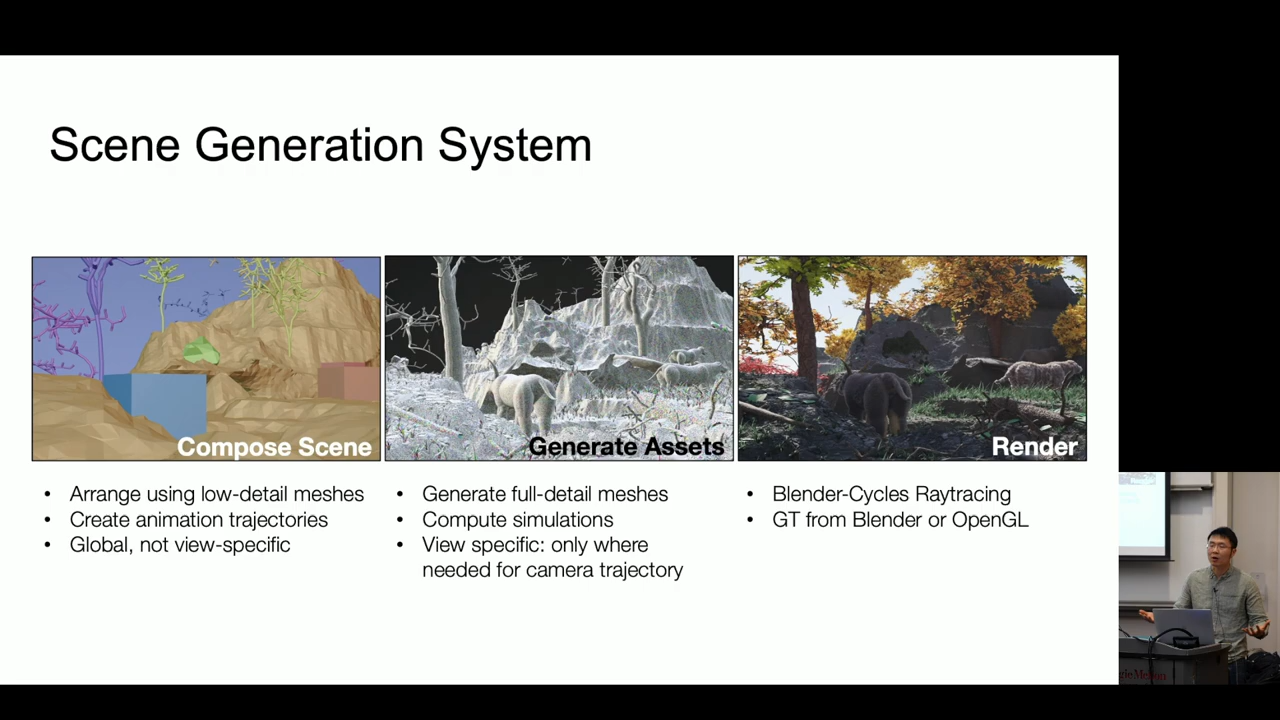 Scene Generation System
Compose Scene
Generate Assets
Render
• Arrange using low-detail meshes
• Create animation trajectories
• Global, not view-specific
• Generate full-detail meshes
• Compute simulations
• View specific: only where
needed for camera trajectory
• Blender-Cycles Raytracing
• GT from Blender or OpenGL